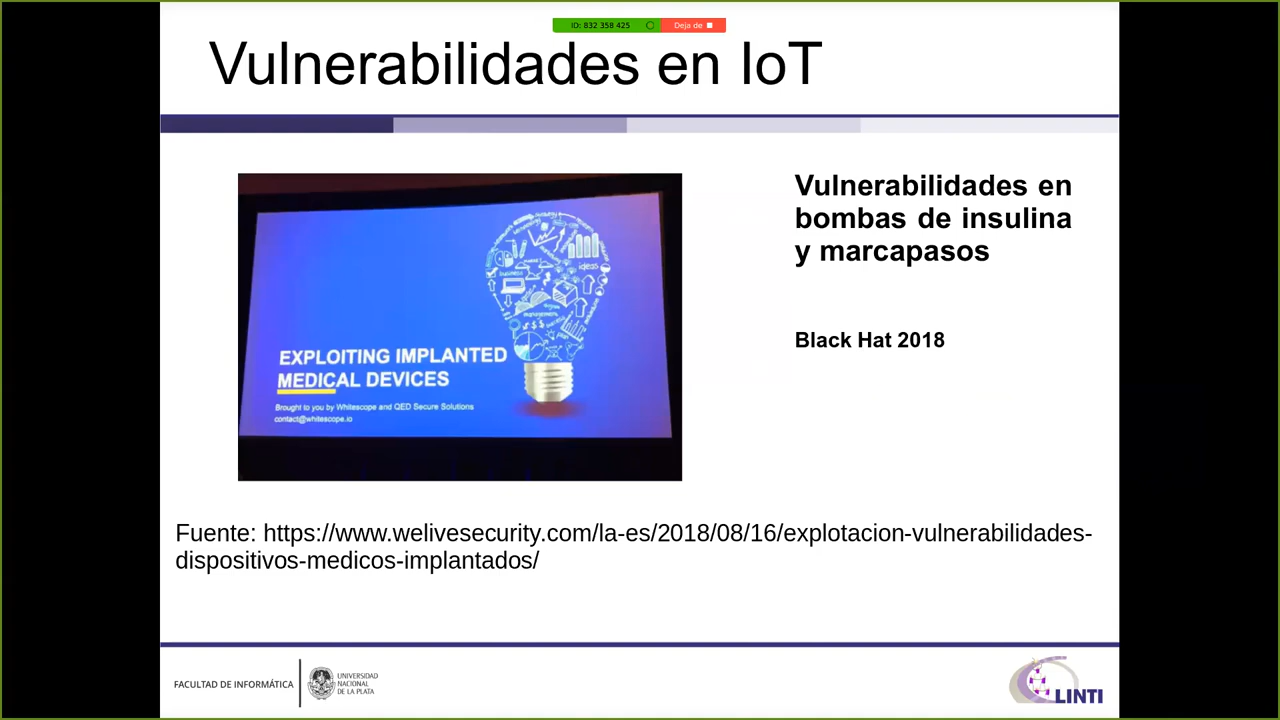 ID: 832 358 425
Deja de
Vulnerabilidades en IoT
Vulnerabilidades en
bombas de insulina
y marcapasos
Black Hat 2018
ideas
business
management
EXPLOITING IMPLANTED
MEDICAL DEVICES
Brought to you by Whitescope and QED Secure Solutions
contact@whitescope.io
Fuente: https://www.welivesecurity.com/la-es/2018/08/16/explotacion-vulnerabilidades-
dispositivos-medicos-implantados/
FACULTAD DE INFORMÁTICA
UNIVERSIDAD
NACIONAL
DE LA PLATA
LINTI